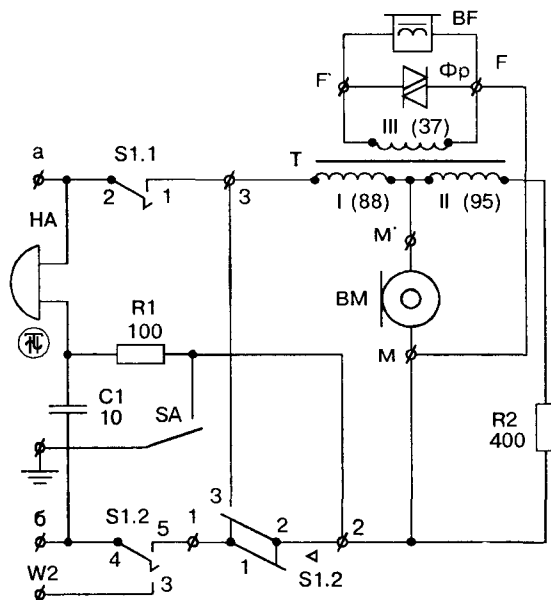 BF
F'
Фр
F
III (37)
T
a
S1.1
2
1
3
I (88)
II (95)
HA
M'
BM
R1
100
M
C1
10
SA
R2
400
б
S1.2
5
1
3
2
2
4
3
1
S1.2
W2